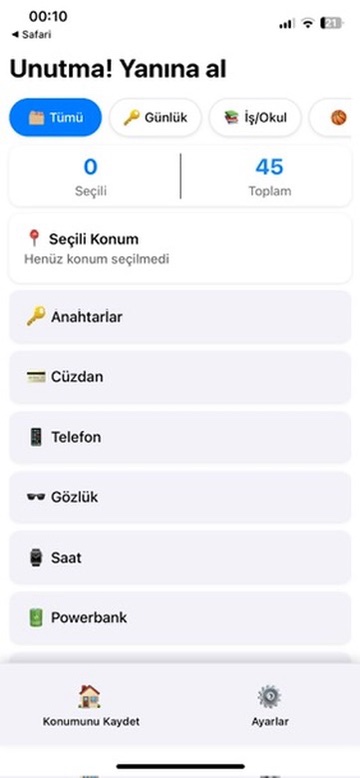 00:10
21
◀ Safari
Unutma! Yanına al
Tümü
Günlük
İş/Okul
0
45
Seçili
Toplam
Seçili Konum
Henüz konum seçilmedi
Anahtarlar
Cüzdan
Telefon
Gözlük
Saat
Powerbank
Konumunu Kaydet
Ayarlar